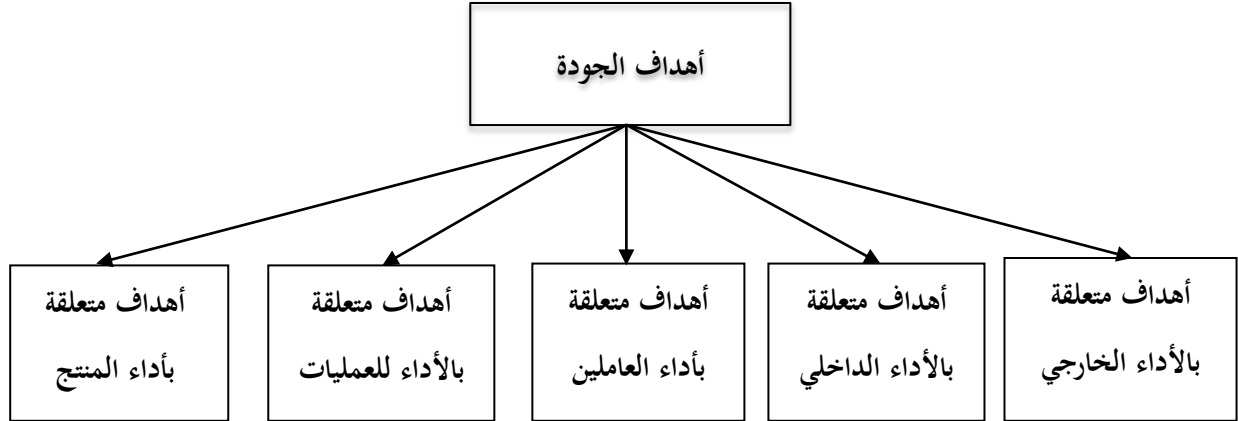 أهداف الجودة
أهداف متعلقة
بالأداء الخارجي
أهداف متعلقة
بالأداء الداخلي
أهداف متعلقة
بأداء العاملين
أهداف متعلقة
بالأداء للعمليات
أهداف متعلقة
بأداء المنتج